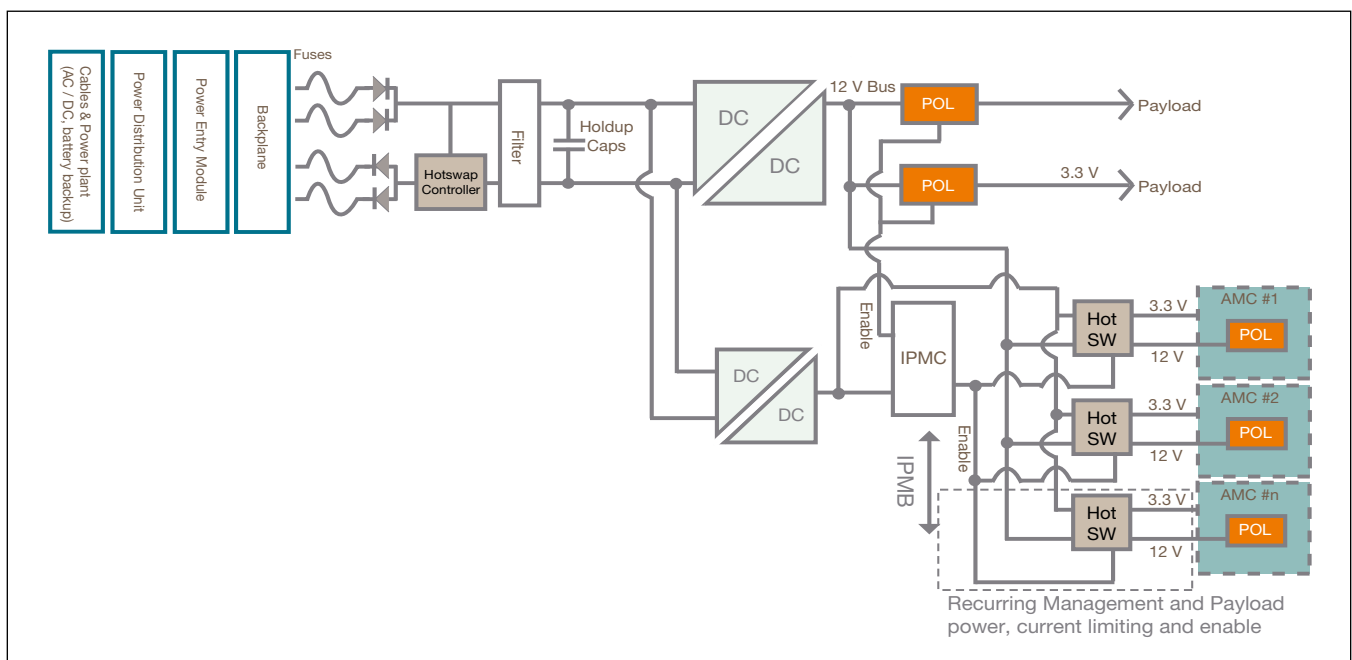 Cables & Power plant
(AC / DC, battery backup)
Power Distribution Unit
Power Entry Module
Backplane
Fuses
Hotswap
Controller
Filter
Holdup
Caps
DC
DC
12 V Bus
POL
Payload
POL
3.3 V
Payload
DC
DC
Enable
IPMC
Enable
IPMB
Hot
SW
3.3 V
12 V
AMC #1
POL
Hot
SW
3.3 V
12 V
AMC #2
POL
Hot
SW
3.3 V
12 V
AMC #n
POL
Recurring Management and Payload
power, current limiting and enable